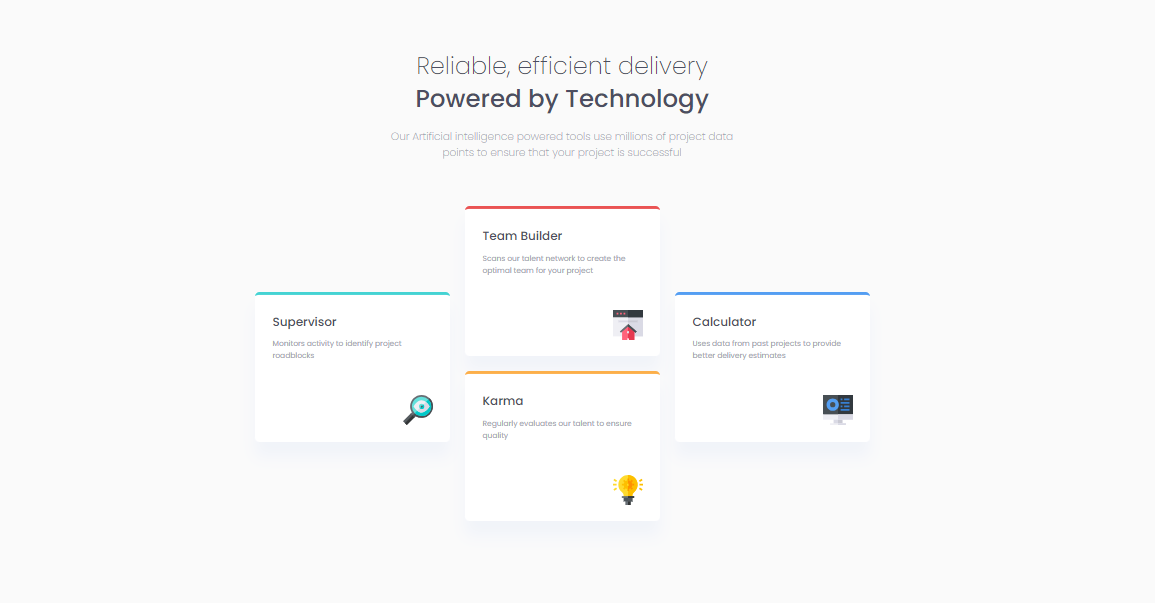 Reliable, efficient delivery
Powered by Technology
Our Artificial intelligence powered tools use millions of project data
points to ensure that your project is successful
Supervisor
Monitors activity to identify project
roadblocks
Team Builder
Scans our talent network to create the
optimal team for your project
Karma
Regularly evaluates our talent to ensure
quality
Calculator
Uses data from past projects to provide
better delivery estimates